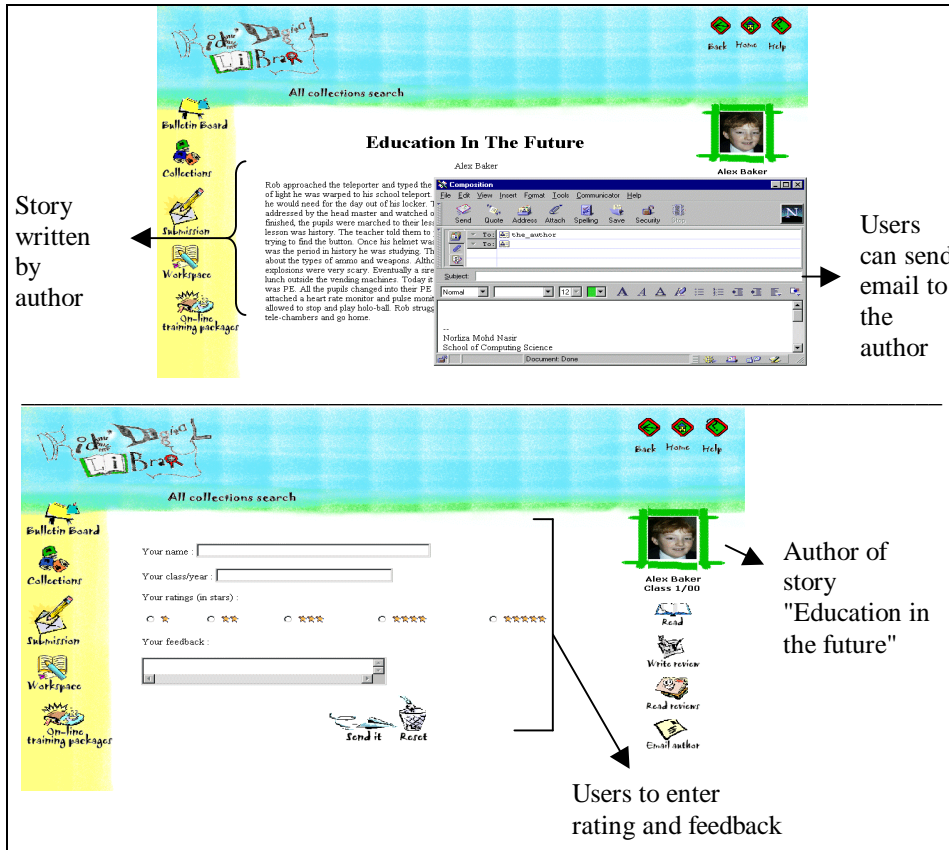 Kidz Digital
LiBraR
Back Home Help
All collections search
Bulletin Board
Collections
Submission
Workspace
On-line
training packages
Story
written
by
author
Education In The Future
Alex Baker
Alex Baker
Rob approached the teleporter and typed the
of light he was warped to his school teleport.
he would need for the day out of his locker. T
addressed by the head master and watched o
finished, the pupils were marched to their less
lesson was history. The teacher told them to
trying to find the button. Once his helmet was
was the period in history he was studying. Th
about the types of ammo and weapons. Altho
explosions were very scary. Eventually a sire
lunch outside the vending machines. Today it
was PE. All the pupils changed into their PE
attached a heart rate monitor and pulse monit
allowed to stop and play holo-ball. Rob strugg
tele-chambers and go home.
Composition
File Edit View Insert Format Tools Communicator Help
Send Quote Address Attach Spelling Save Security Stop
N
To: the_author
To:
Subject:
Normal 12
--
Norliza Mohd Nasir
School of Computing Science
Document: Done
Users
can send
email to
the
author
LiBraR
Back Home Help
All collections search
Bulletin Board
Collections
Submission
Workspace
On-line
training packages
Your name :
Your class/year :
Your ratings (in stars) :
Your feedback :
Send it Reset
Alex Baker
Class 1/00
Read
Write review
Read reviews
Email author
Author of
story
"Education in
the future"
Users to enter
rating and feedback